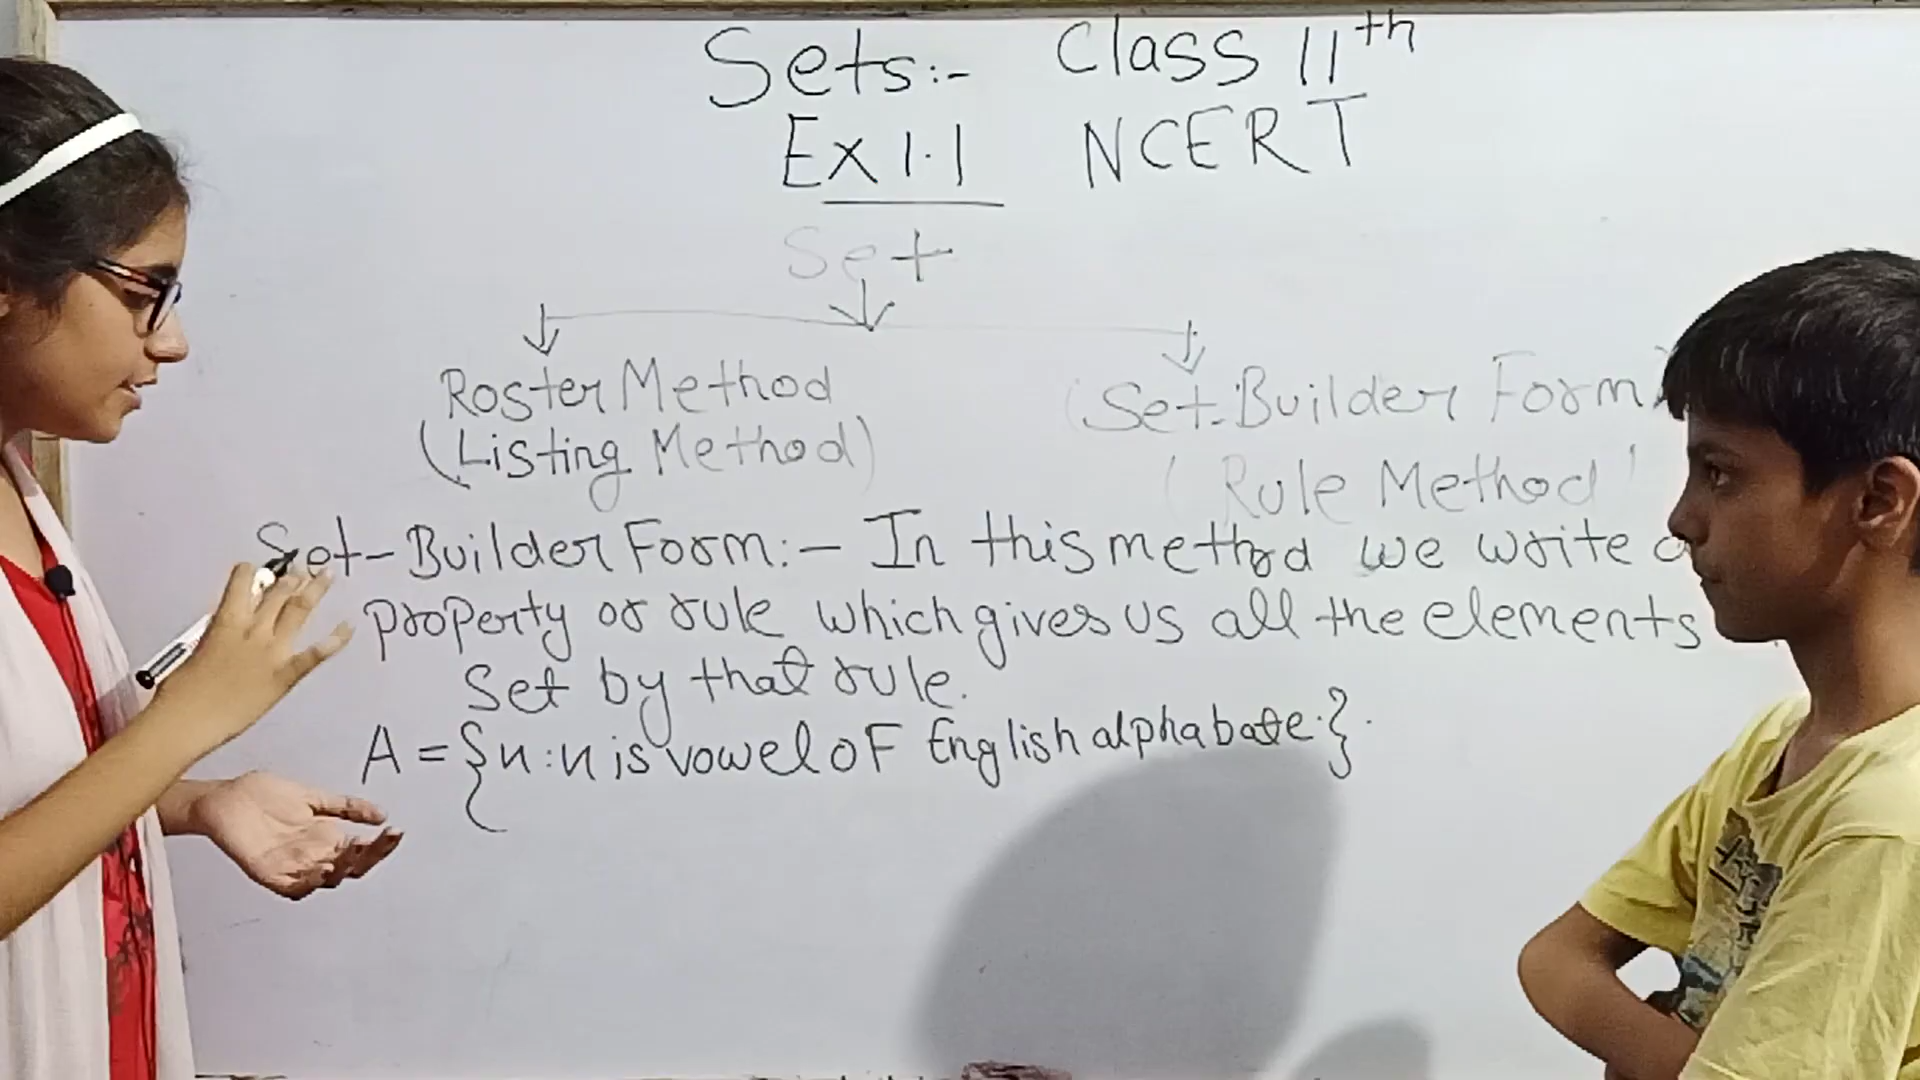 Sets:- Class 11th
Ex 1.1 NCERT
Set
Roster Method
(Listing Method)
(Set-Builder Form)
(Rule Method)
Set-Builder Form:- In this method we write a
property or rule which gives us all the elements
Set by that rule.
A = {x : x is vowel of English alphabate.}.